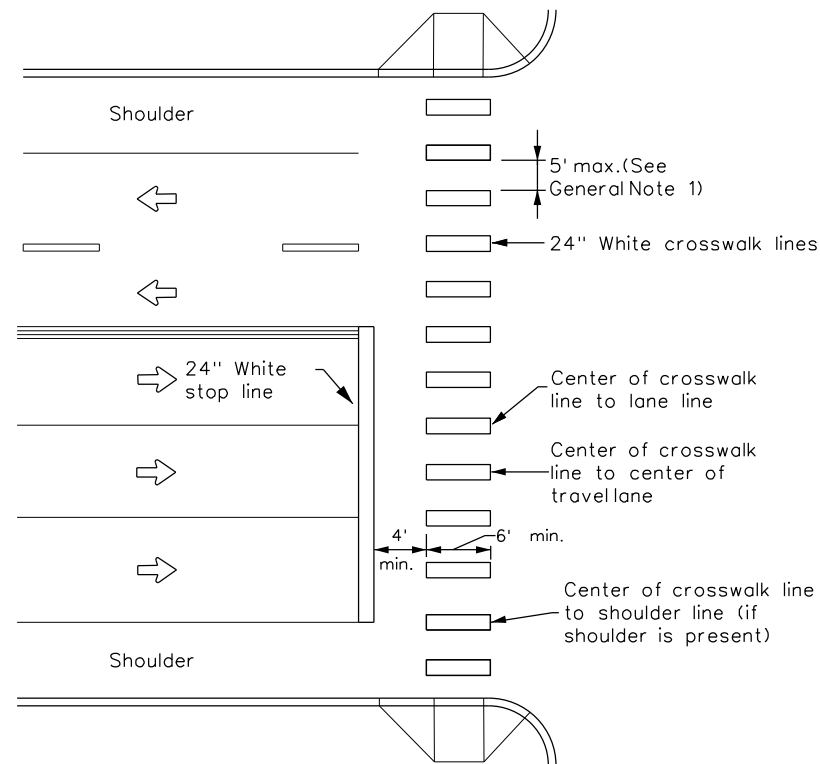 Shoulder
5' max.(See
General Note 1)
24" White crosswalk lines
24" White
stop line
Center of crosswalk
line to lane line
Center of crosswalk
line to center of
travel lane
4'
min.
6' min.
Center of crosswalk line
to shoulder line (if
shoulder is present)
Shoulder